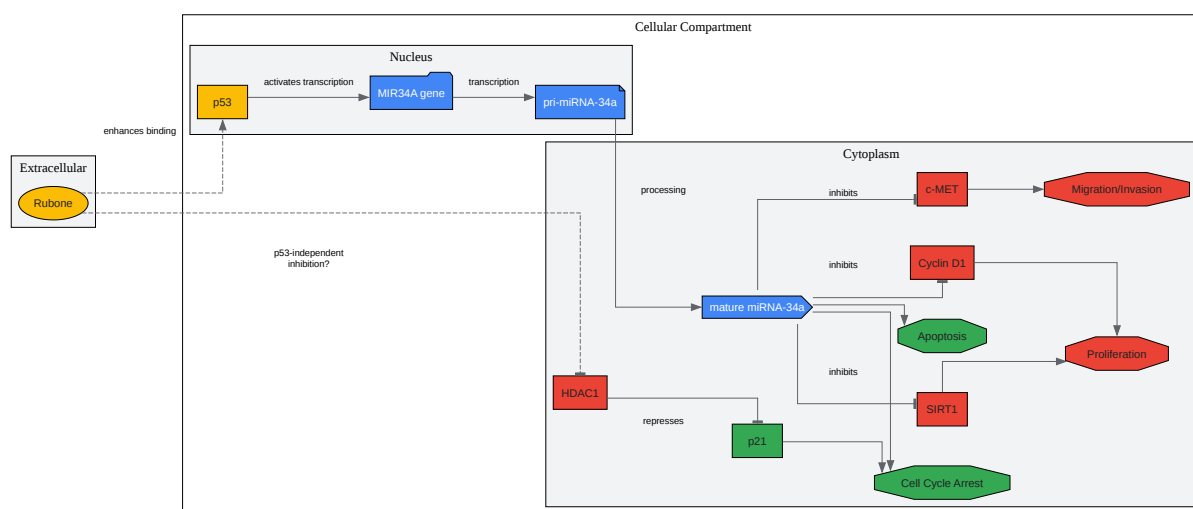 Cellular Compartment
Nucleus
activates transcription
transcription
p53
MIR34A gene
pri-miRNA-34a
enhances binding
Extracellular
Rubone
Cytoplasm
processing
inhibits
c-MET
Migration/Invasion
p53-independent
inhibition?
inhibits
Cyclin D1
mature miRNA-34a
Apoptosis
Proliferation
inhibits
HDAC1
SIRT1
represses
p21
Cell Cycle Arrest